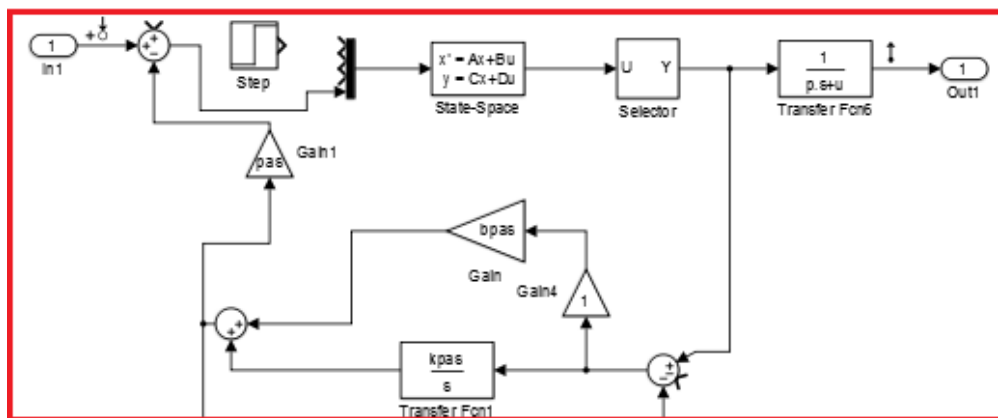 1
In1
Step
x' = Ax+Bu
y = Cx+Du
State-Space
U Y
Selector
1
p.s+u
Transfer Fcn6
1
Out1
pas
Gain1
bpas
Gain
Gain4
1
kpas
s
Transfer Fcn1